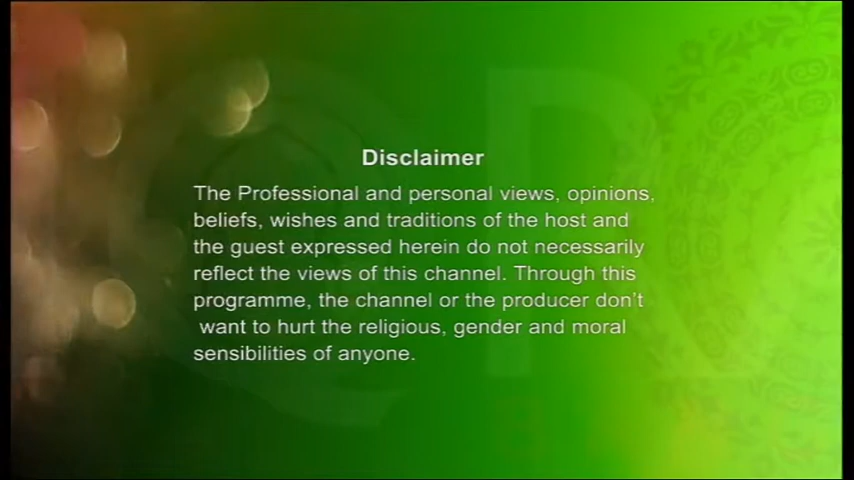 Disclaimer
The Professional and personal views, opinions,
beliefs, wishes and traditions of the host and
the guest expressed herein do not necessarily
reflect the views of this channel. Through this
programme, the channel or the producer don't
want to hurt the religious, gender and moral
sensibilities of anyone.